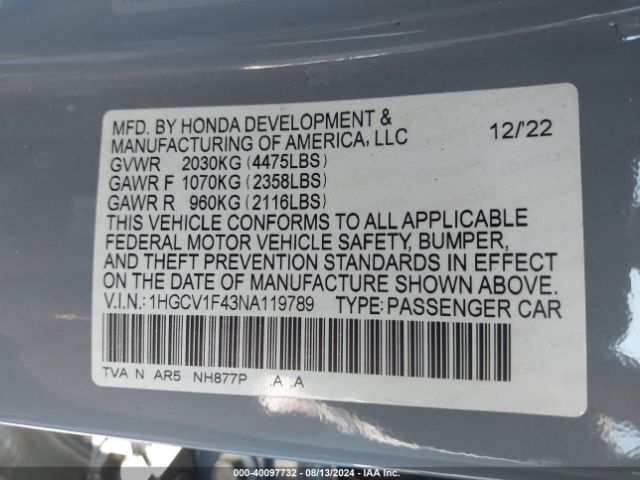 MFD. BY HONDA DEVELOPMENT &
MANUFACTURING OF AMERICA, LLC 12/'22
GVWR 2030KG (4475LBS)
GAWR F 1070KG (2358LBS)
GAWR R 960KG (2116LBS)
THIS VEHICLE CONFORMS TO ALL APPLICABLE
FEDERAL MOTOR VEHICLE SAFETY, BUMPER,
AND THEFT PREVENTION STANDARDS IN EFFECT
ON THE DATE OF MANUFACTURE SHOWN ABOVE.
V.I.N.: 1HGCV1F43NA119789 TYPE: PASSENGER CAR
TVA N AR5 NH877P .A .A
000-40097732 - 08/13/2024 - IAA Inc.